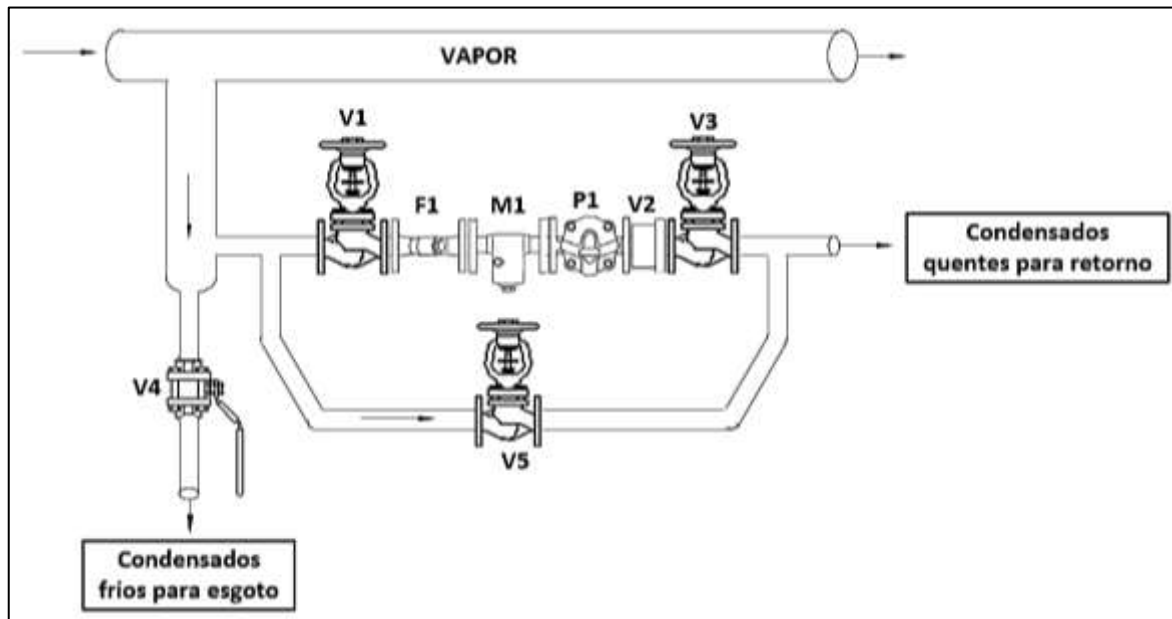 VAPOR
V1
V3
F1
M1
P1
V2
Condensados
quentes para retorno
V4
V5
Condensados
frios para esgoto